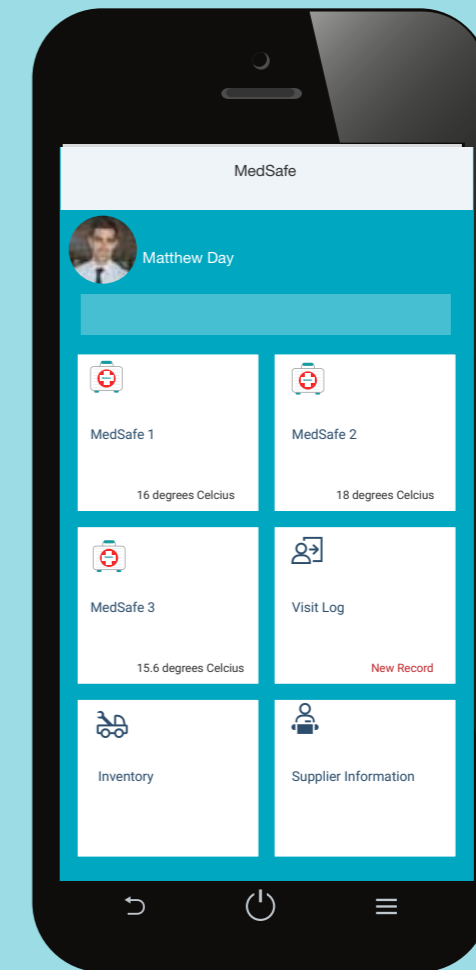 MedSafe
Matthew Day
MedSafe 1
16 degrees Celcius
MedSafe 2
18 degrees Celcius
MedSafe 3
15.6 degrees Celcius
Visit Log
New Record
Inventory
Supplier Information